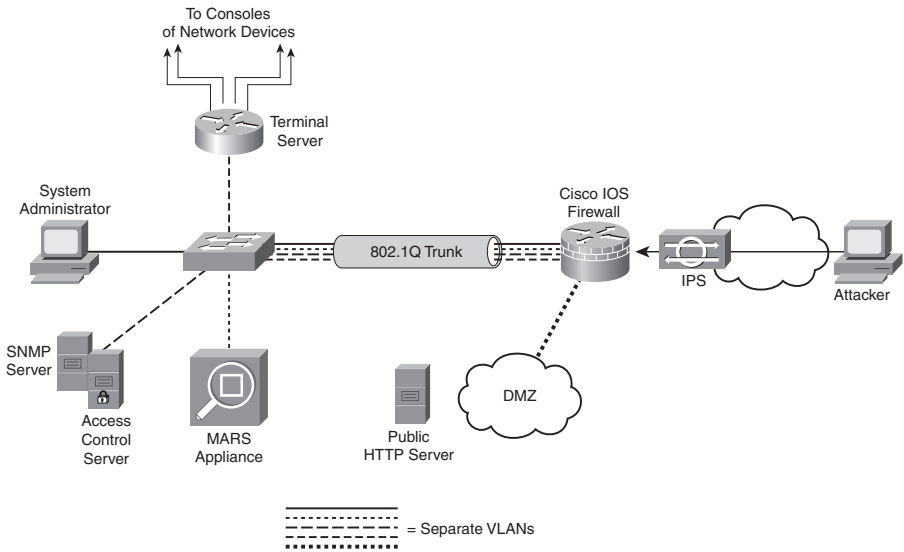 To Consoles
of Network Devices
Terminal
Server
System
Administrator
Cisco IOS
Firewall
802.1Q Trunk
IPS
Attacker
SNMP
Server
Access
Control
Server
MARS
Appliance
Public
HTTP Server
DMZ
= Separate VLANs